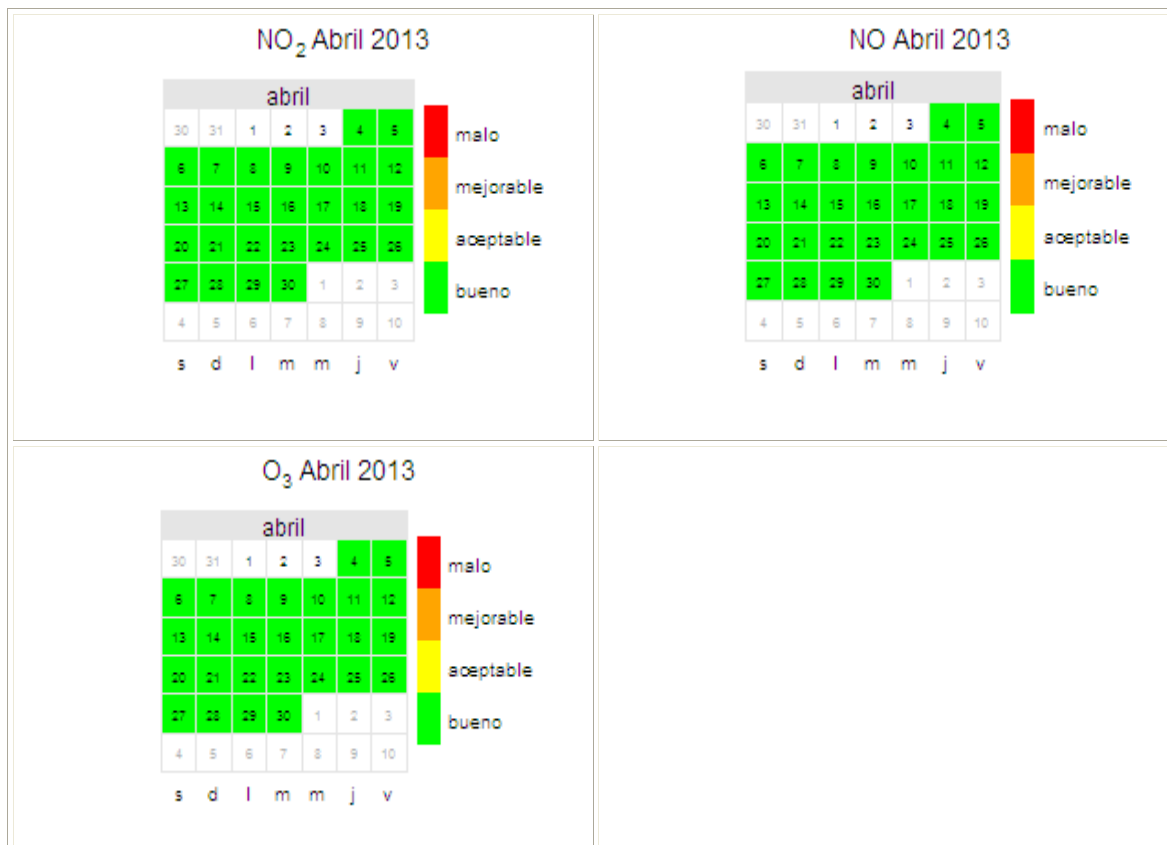 NO₂ Abril 2013
abril
30 31 1 2 3 4 5
6 7 8 9 10 11 12
13 14 15 16 17 18 19
20 21 22 23 24 25 26
27 28 29 30 1 2 3
4 5 6 7 8 9 10
s d l m m j v
malo
mejorable
aceptable
bueno
NO Abril 2013
abril
30 31 1 2 3 4 5
6 7 8 9 10 11 12
13 14 15 16 17 18 19
20 21 22 23 24 25 26
27 28 29 30 1 2 3
4 5 6 7 8 9 10
s d l m m j v
malo
mejorable
aceptable
bueno
O₃ Abril 2013
abril
30 31 1 2 3 4 5
6 7 8 9 10 11 12
13 14 15 16 17 18 19
20 21 22 23 24 25 26
27 28 29 30 1 2 3
4 5 6 7 8 9 10
s d l m m j v
malo
mejorable
aceptable
bueno